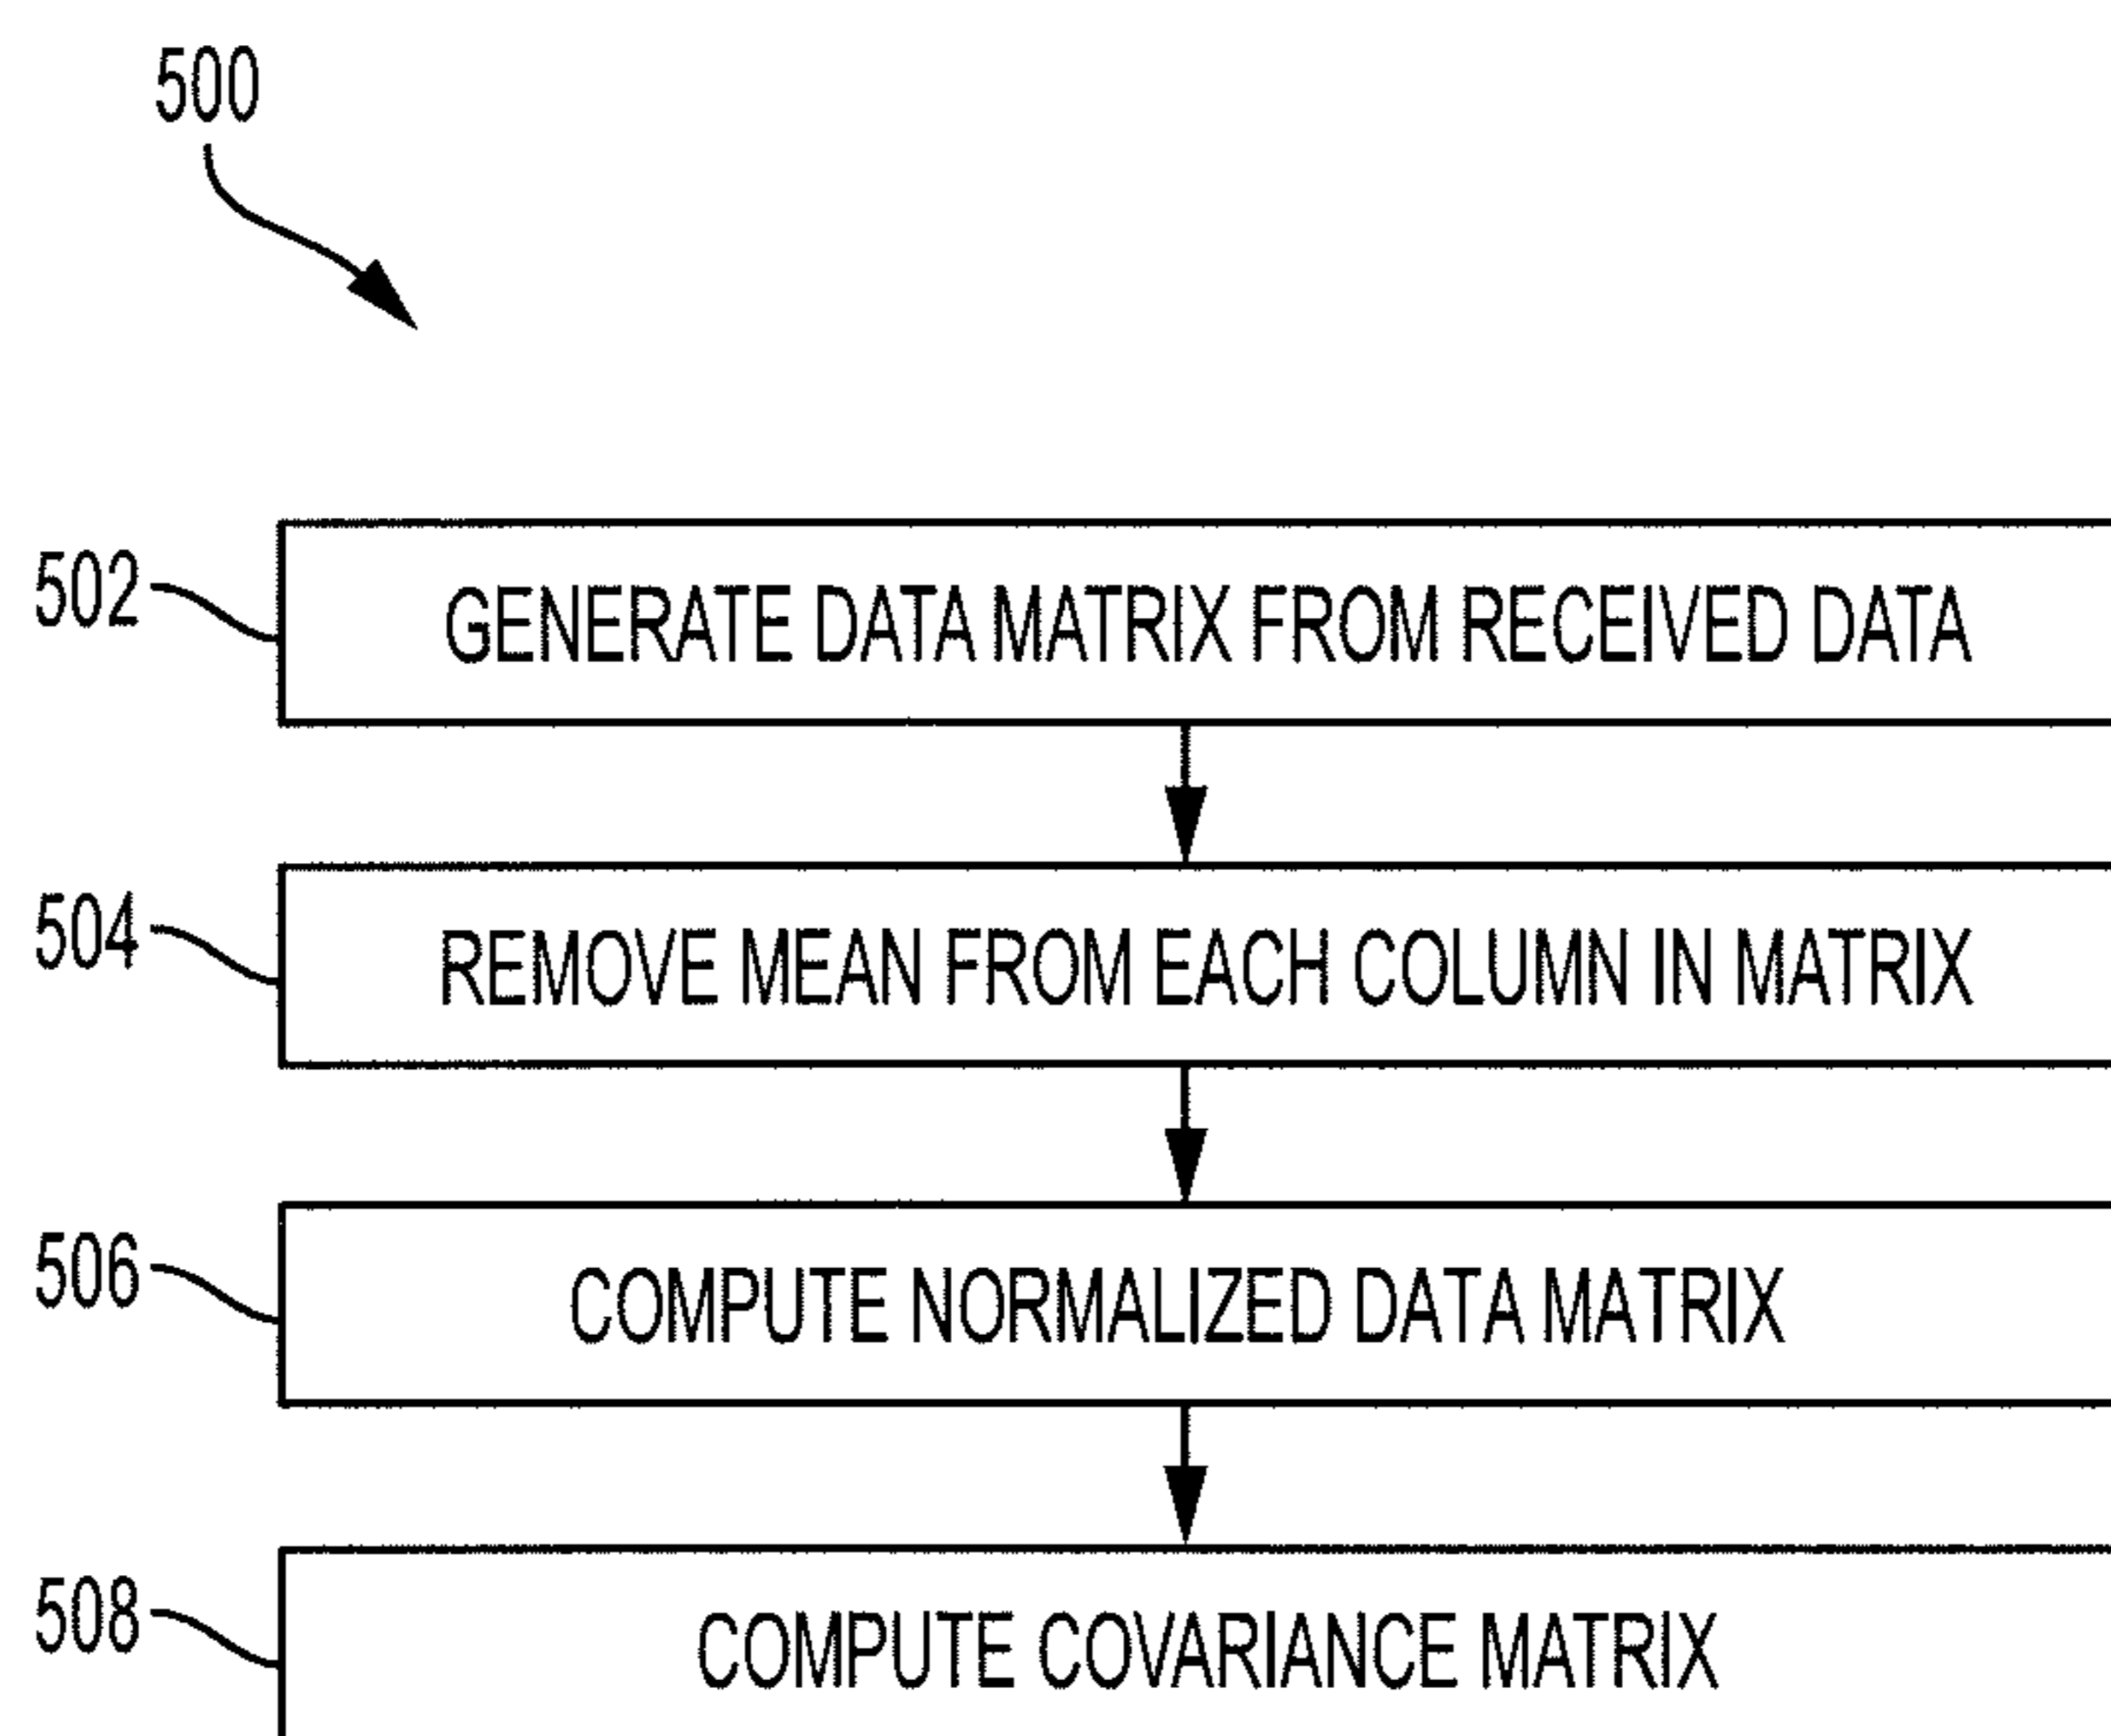 500
502 GENERATE DATA MATRIX FROM RECEIVED DATA
504 REMOVE MEAN FROM EACH COLUMN IN MATRIX
506 COMPUTE NORMALIZED DATA MATRIX
508 COMPUTE COVARIANCE MATRIX